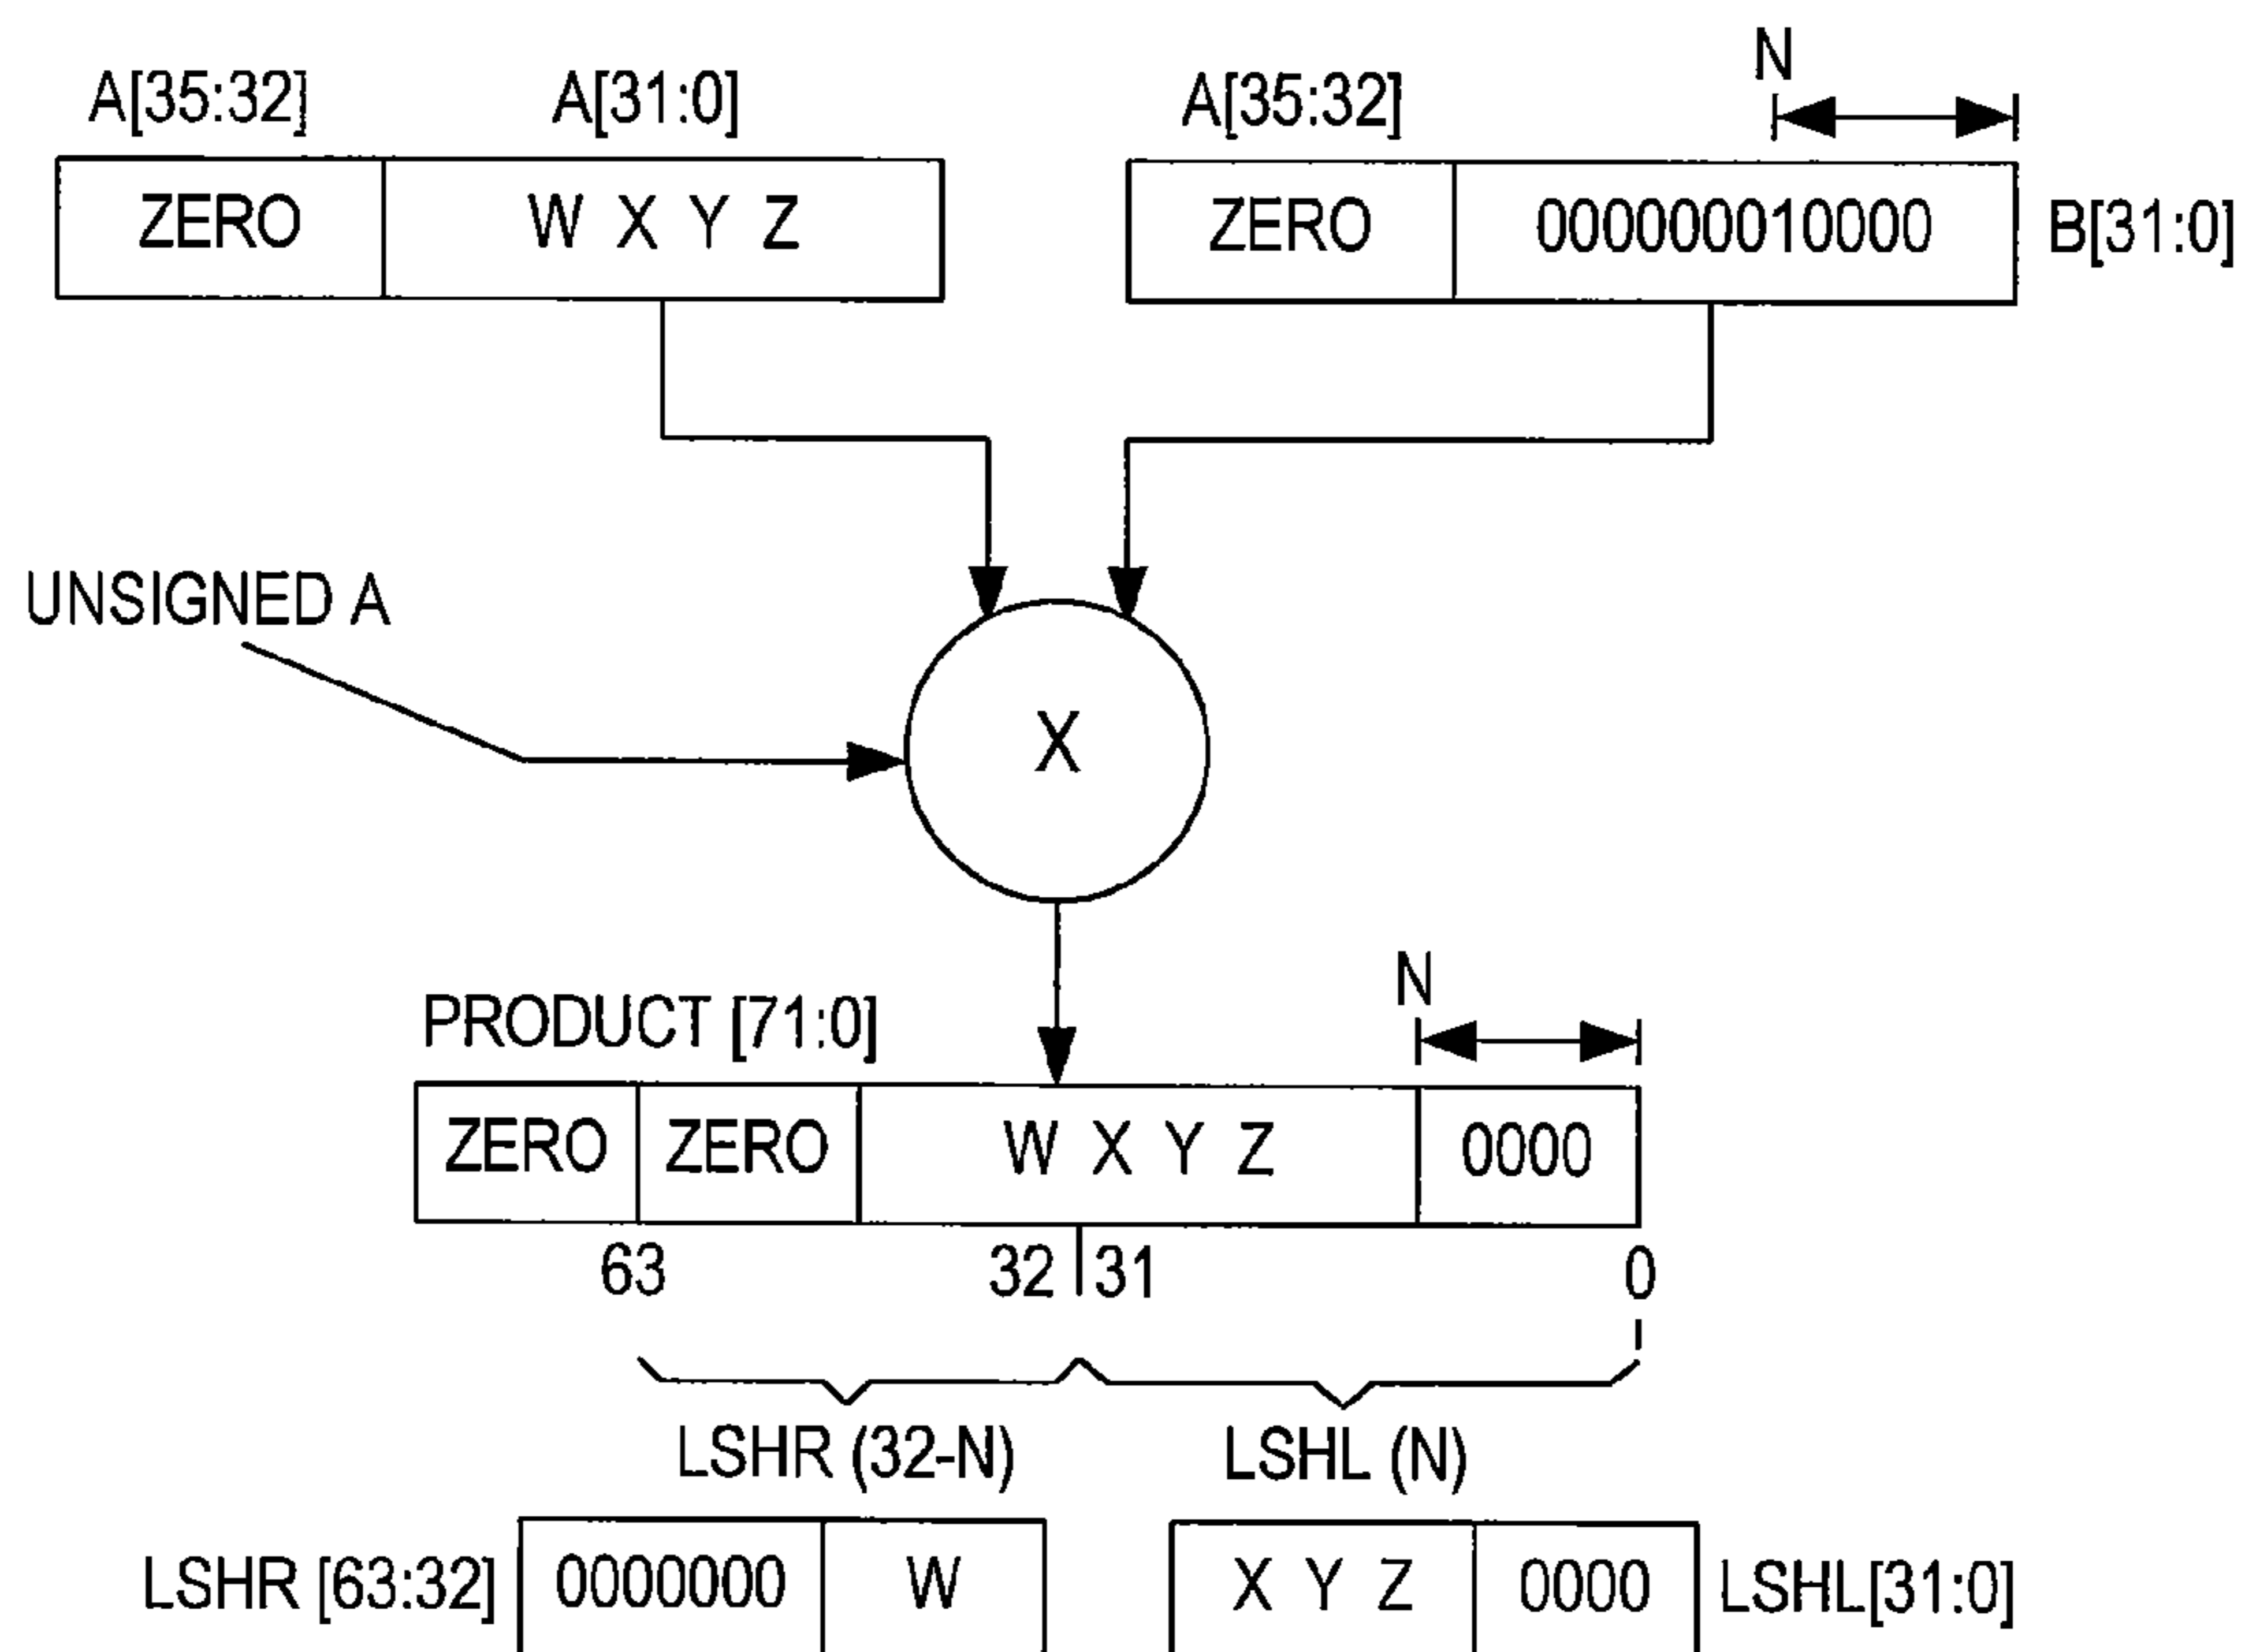 N
A[35:32] A[31:0] A[35:32]
ZERO W X Y Z ZERO 000000010000 B[31:0]
UNSIGNED A
X
N
PRODUCT [71:0]
ZERO ZERO W X Y Z 0000
63 32 31 0
LSHR (32-N) LSHL (N)
LSHR [63:32] 0000000 W X Y Z 0000 LSHL[31:0]